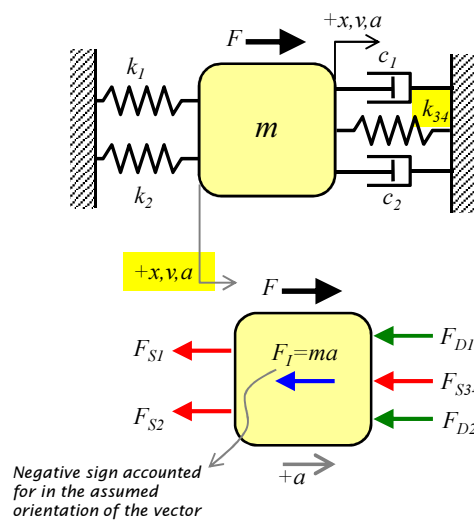 +x,v,a
F
c1
k1
k34
m
k2
c2
+x,v,a
F
FS1
FI=ma
FD1
FS34
FS2
FD2
+a
Negative sign accounted
for in the assumed
orientation of the vector